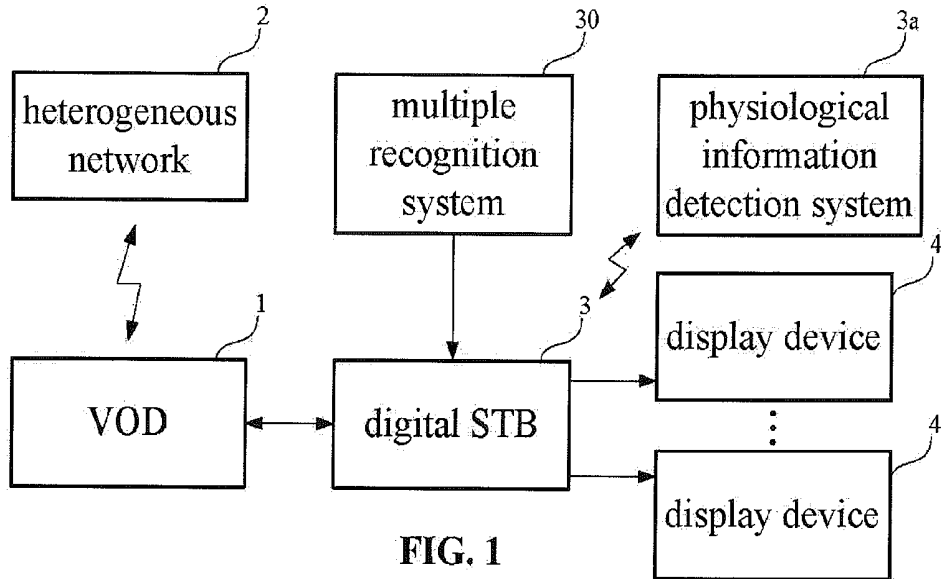 2
heterogeneous
network
30
multiple
recognition
system
3a
physiological
information
detection system
1
VOD
3
digital STB
4
display device
4
display device
FIG. 1